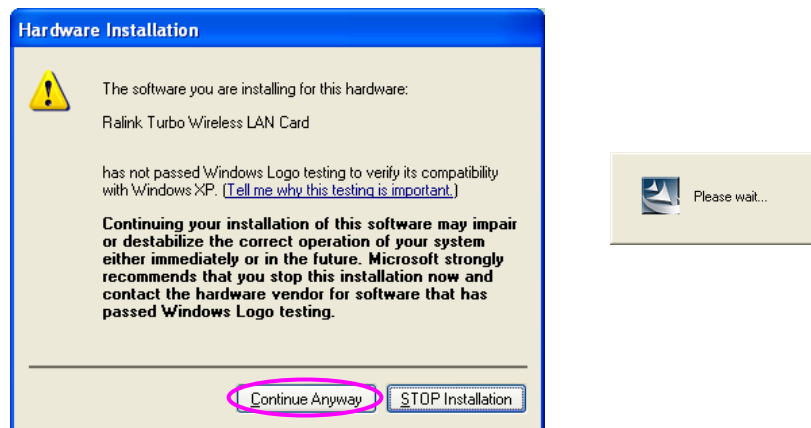 Hardware Installation
The software you are installing for this hardware:
Ralink Turbo Wireless LAN Card
has not passed Windows Logo testing to verify its compatibility
with Windows XP. (Tell me why this testing is important.)
Continuing your installation of this software may impair
or destabilize the correct operation of your system
either immediately or in the future. Microsoft strongly
recommends that you stop this installation now and
contact the hardware vendor for software that has
passed Windows Logo testing.
Continue Anyway STOP Installation
Please wait...